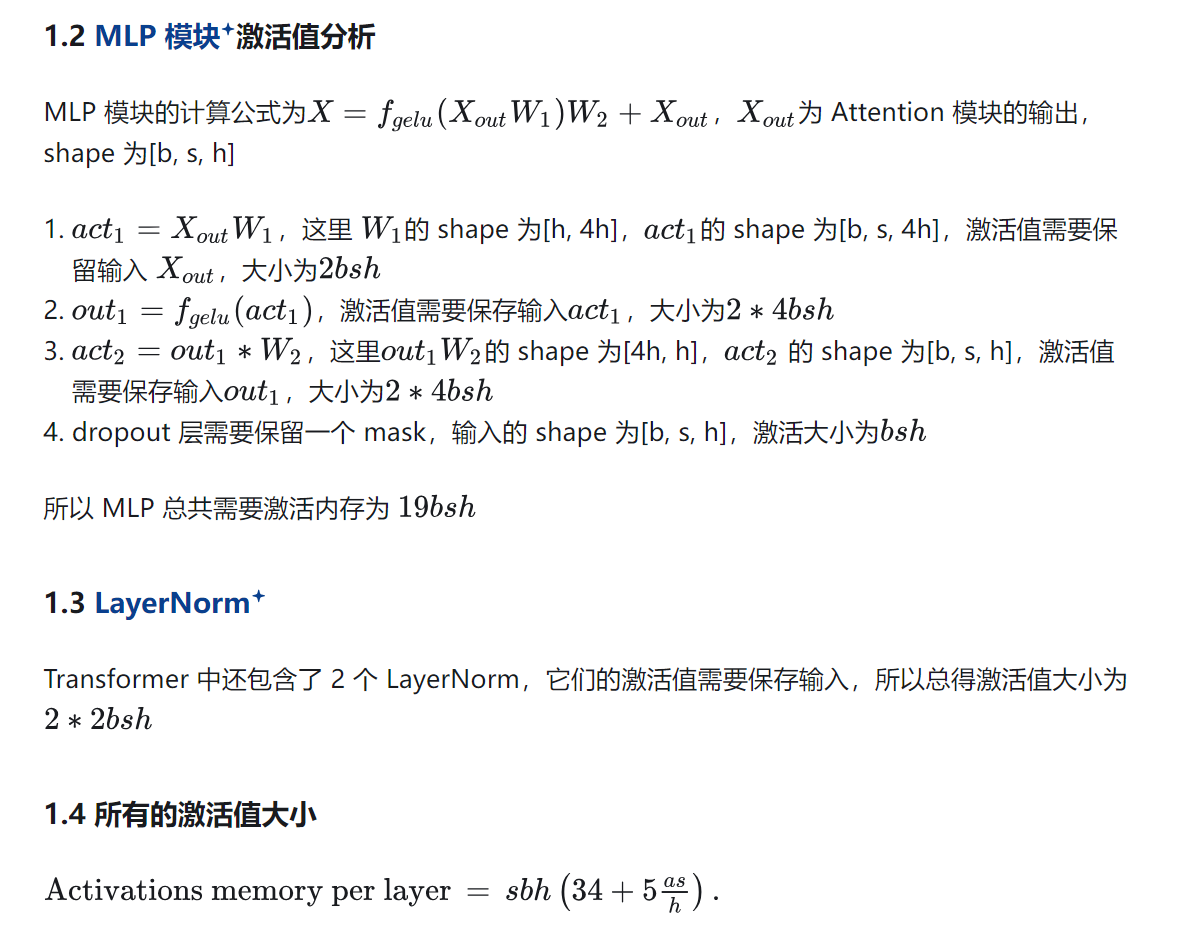 1.2 MLP 模块✦激活值分析
MLP 模块的计算公式为$X = f_{gelu}(X_{out}W_1)W_2 + X_{out}$，$X_{out}$为 Attention 模块的输出，
shape 为[b, s, h]
1. $act_1 = X_{out}W_1$，这里 $W_1$的 shape 为[h, 4h]，$act_1$的 shape 为[b, s, 4h]，激活值需要保
留输入 $X_{out}$，大小为$2bsh$
2. $out_1 = f_{gelu}(act_1)$，激活值需要保存输入$act_1$，大小为$2 * 4bsh$
3. $act_2 = out_1 * W_2$，这里$out_1W_2$的 shape 为[4h, h]，$act_2$ 的 shape 为[b, s, h]，激活值
需要保存输入$out_1$，大小为$2 * 4bsh$
4. dropout 层需要保留一个 mask，输入的 shape 为[b, s, h]，激活大小为$bsh$
所以 MLP 总共需要激活内存为 $19bsh$
1.3 LayerNorm✦
Transformer 中还包含了 2 个 LayerNorm，它们的激活值需要保存输入，所以总得激活值大小为
$2 * 2bsh$
1.4 所有的激活值大小
Activations memory per layer $= sbh\left(34 + 5\frac{as}{h}\right)$.